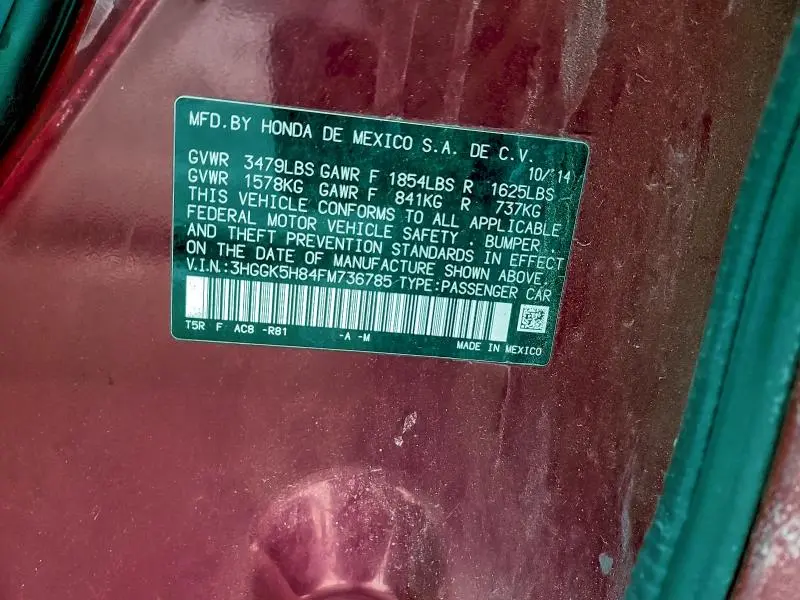 MFD.BY HONDA DE MEXICO S.A. DE C.V.
10/14
GVWR 3479LBS GAWR F 1854LBS R 1625LBS
GVWR 1578KG GAWR F 841KG R 737KG
THIS VEHICLE CONFORMS TO ALL APPLICABLE
FEDERAL MOTOR VEHICLE SAFETY , BUMPER ,
AND THEFT PREVENTION STANDARDS IN EFFECT
ON THE DATE OF MANUFACTURE SHOWN ABOVE.
V.I.N.:3HGGK5H84FM736785 TYPE:PASSENGER CAR
T5R F AC8 -R81 -A -M
MADE IN MEXICO